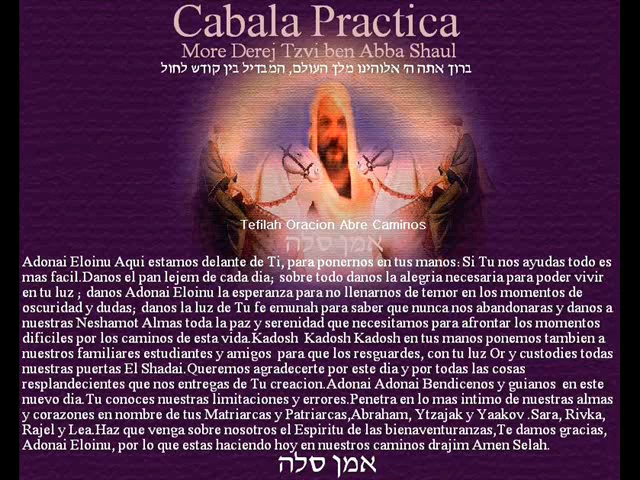 Cabala Practica
More Derej Tzvi ben Abba Shaul
ברוך אתה ה' אלוהינו מלך העולם, המבדיל בין קודש לחול
Tefilah Oracion Abre Caminos
אמן סלה
Adonai Eloinu Aqui estamos delante de Ti, para ponernos en tus manos: Si Tu nos ayudas todo es
mas facil.Danos el pan lejem de cada dia; sobre todo danos la alegria necesaria para poder vivir
en tu luz ; danos Adonai Eloinu la esperanza para no llenarnos de temor en los momentos de
oscuridad y dudas; danos la luz de Tu fe emunah para saber que nunca nos abandonaras y danos a
nuestras Neshamot Almas toda la paz y serenidad que necesitamos para afrontar los momentos
dificiles por los caminos de esta vida.Kadosh Kadosh Kadosh en tus manos ponemos tambien a
nuestros familiares estudiantes y amigos para que los resguardes, con tu luz Or y custodies todas
nuestras puertas El Shadai.Queremos agradecerte por este dia y por todas las cosas
resplandecientes que nos entregas de Tu creacion.Adonai Adonai Bendicenos y guianos en este
nuevo dia.Tu conoces nuestras limitaciones y errores.Penetra en lo mas intimo de nuestras almas
y corazones en nombre de tus Matriarcas y Patriarcas,Abraham, Ytzajak y Yaakov .Sara, Rivka,
Rajel y Lea.Haz que venga sobre nosotros el Espiritu de las bienaventuranzas,Te damos gracias,
Adonai Eloinu, por lo que estas haciendo hoy en nuestros caminos drajim Amen Selah.
אמן סלה